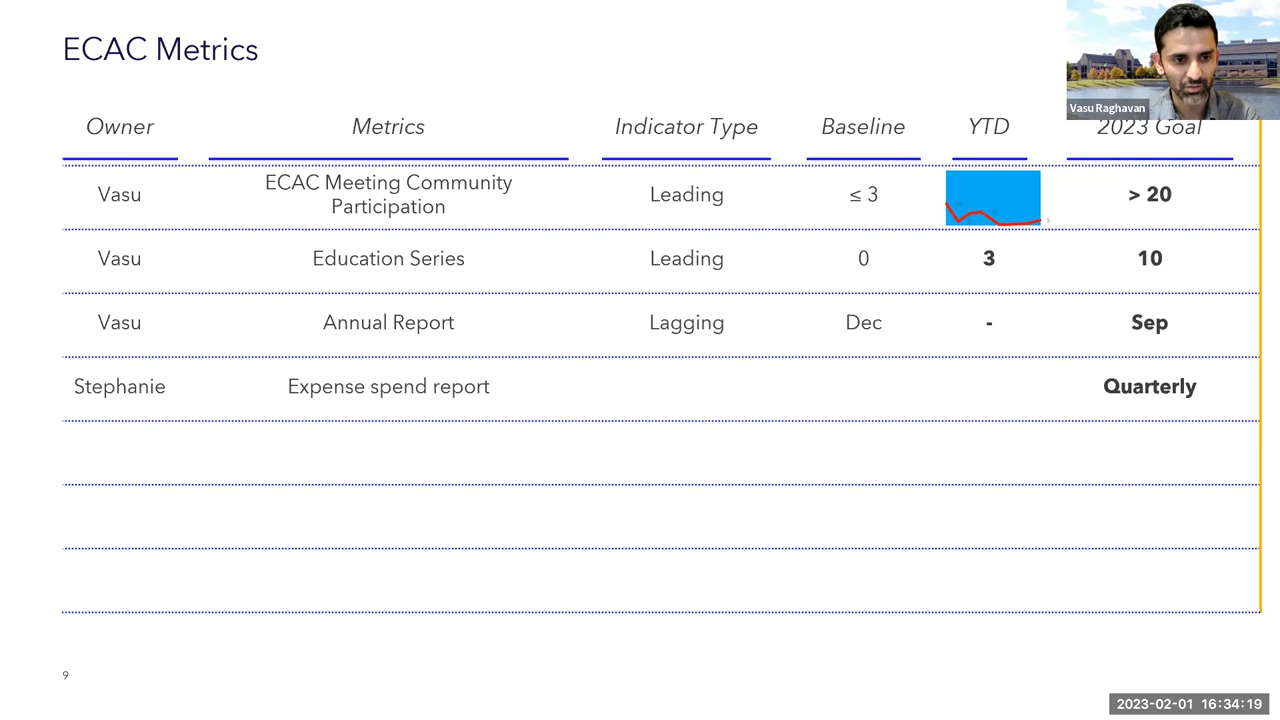 ECAC Metrics
Vasu Raghavan
Owner Metrics Indicator Type Baseline YTD 2023 Goal
Vasu ECAC Meeting Community Participation Leading ≤ 3 > 20
Vasu Education Series Leading 0 3 10
Vasu Annual Report Lagging Dec - Sep
Stephanie Expense spend report Quarterly
9
2023-02-01 16:34:19